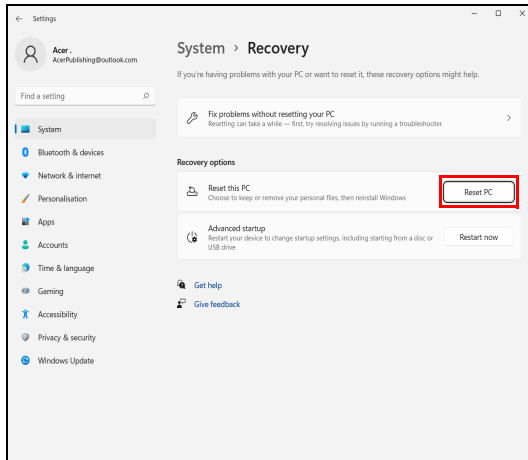 Settings
Acer .
AcerPublishing@outlook.com
Find a setting
System
Bluetooth & devices
Network & internet
Personalisation
Apps
Accounts
Time & language
Gaming
Accessibility
Privacy & security
Windows Update
System > Recovery
If you're having problems with your PC or want to reset it, these recovery options might help.
Fix problems without resetting your PC
Resetting can take a while — first, try resolving issues by running a troubleshooter
Recovery options
Reset this PC
Choose to keep or remove your personal files, then reinstall Windows
Reset PC
Advanced startup
Restart your device to change startup settings, including starting from a disc or
USB drive
Restart now
Get help
Give feedback